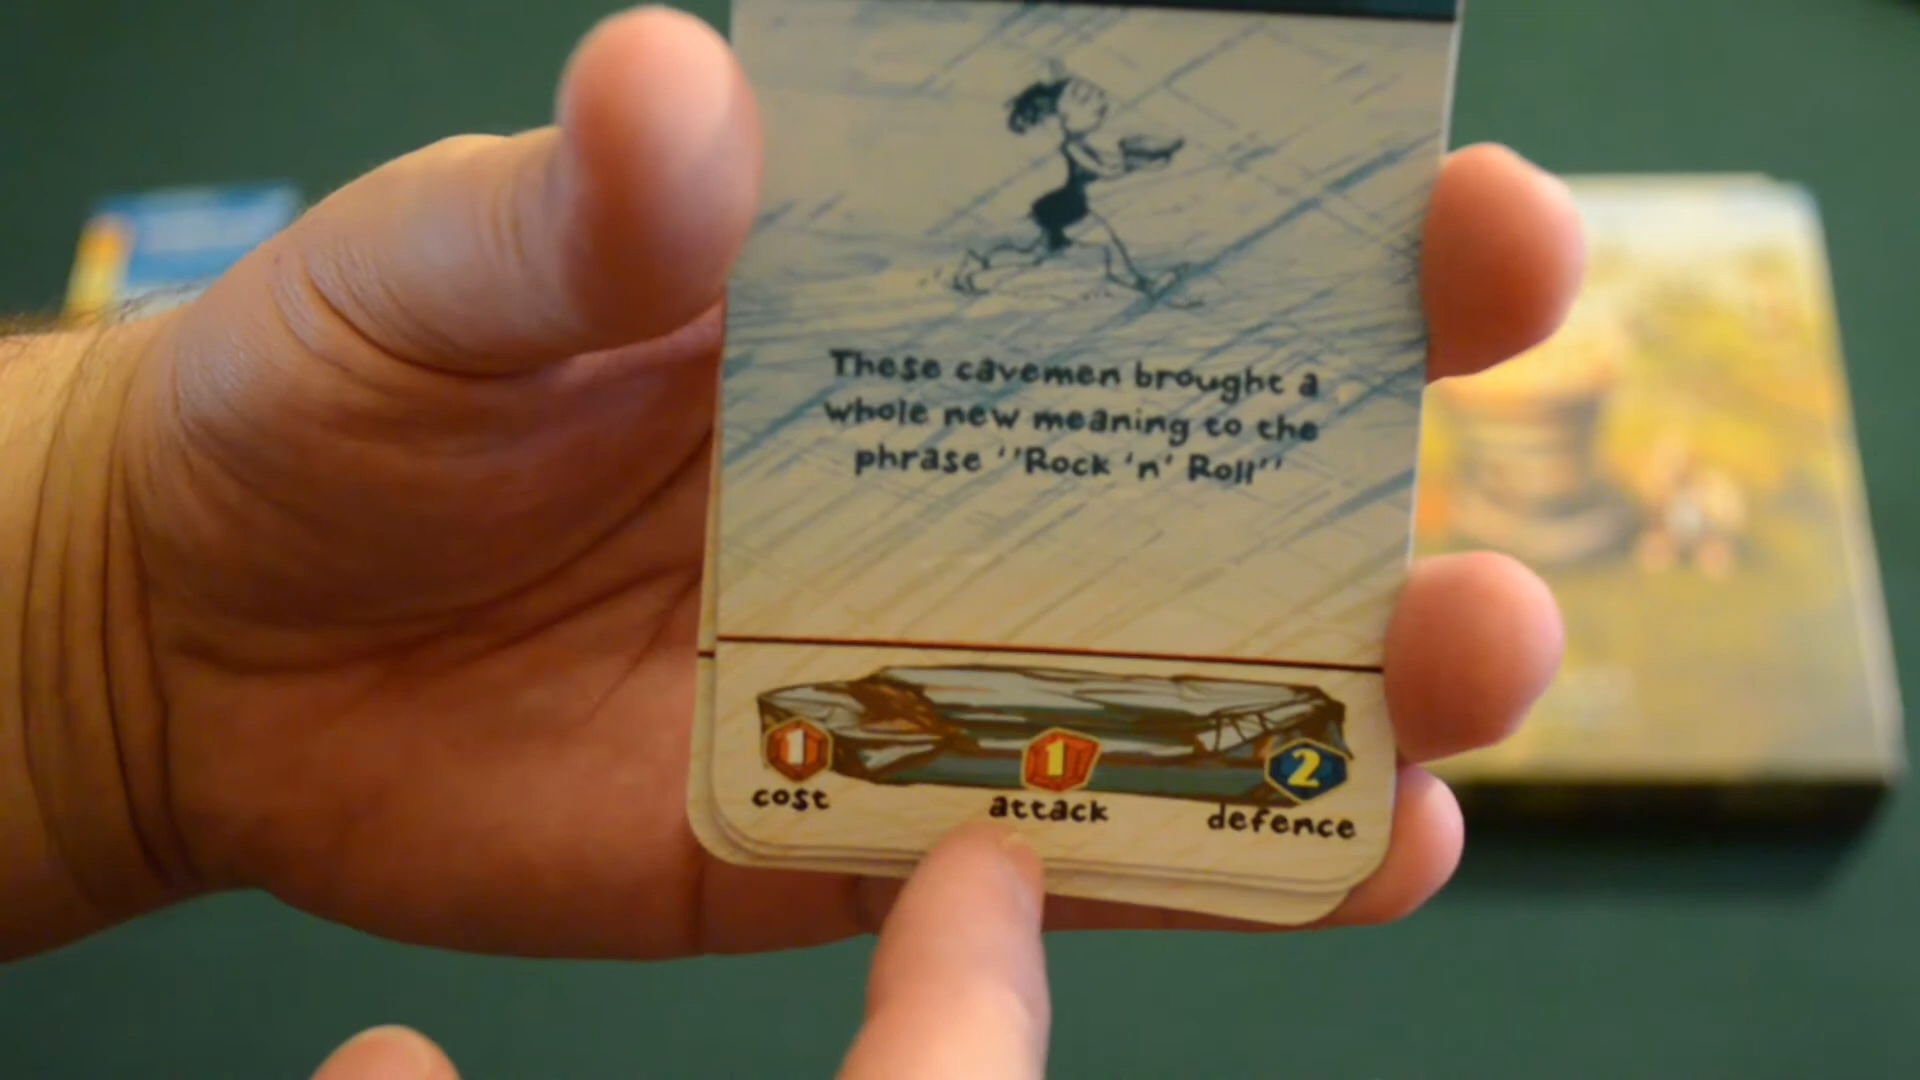 These cavemen brought a
whole new meaning to the
phrase ''Rock 'n' Roll''
1 1 2
cost attack defence